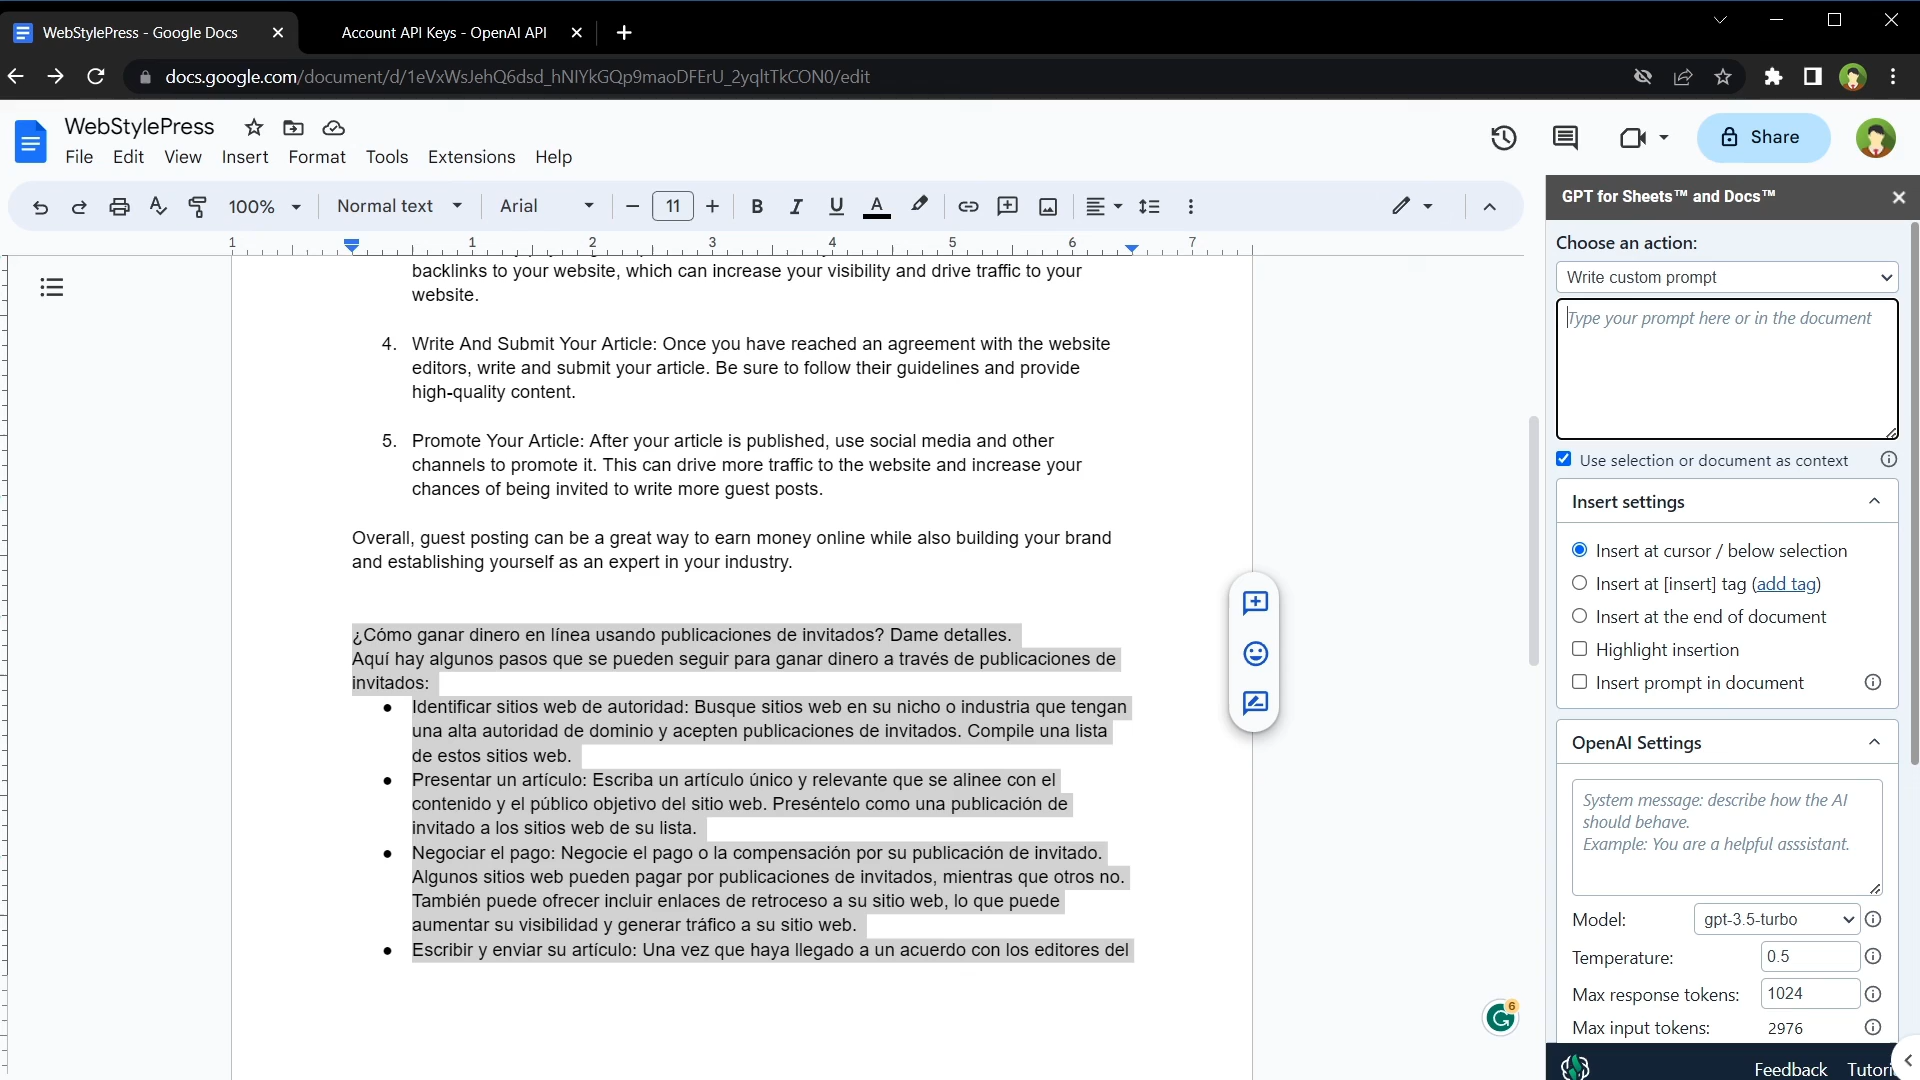 WebStylePress - Google Docs
Account API Keys - OpenAI API
docs.google.com/document/d/1eVxWsJehQ6dsd_hNIYkGQp9maoDFErU_2yqltTkCON0/edit
WebStylePress
File Edit View Insert Format Tools Extensions Help
Share
100% Normal text Arial 11
GPT for Sheets™ and Docs™
1 1 2 3 4 5 6 7
Choose an action:
Write custom prompt
Type your prompt here or in the document
Use selection or document as context
Insert settings
Insert at cursor / below selection
Insert at [insert] tag (add tag)
Insert at the end of document
Highlight insertion
Insert prompt in document
OpenAI Settings
System message: describe how the AI
should behave.
Example: You are a helpful asssistant.
Model: gpt-3.5-turbo
Temperature: 0.5
Max response tokens: 1024
Max input tokens: 2976
Feedback
backlinks to your website, which can increase your visibility and drive traffic to your
website.
4. Write And Submit Your Article: Once you have reached an agreement with the website
editors, write and submit your article. Be sure to follow their guidelines and provide
high-quality content.
5. Promote Your Article: After your article is published, use social media and other
channels to promote it. This can drive more traffic to the website and increase your
chances of being invited to write more guest posts.
Overall, guest posting can be a great way to earn money online while also building your brand
and establishing yourself as an expert in your industry.
¿Cómo ganar dinero en línea usando publicaciones de invitados? Dame detalles.
Aquí hay algunos pasos que se pueden seguir para ganar dinero a través de publicaciones de
invitados:
● Identificar sitios web de autoridad: Busque sitios web en su nicho o industria que tengan
una alta autoridad de dominio y acepten publicaciones de invitados. Compile una lista
de estos sitios web.
● Presentar un artículo: Escriba un artículo único y relevante que se alinee con el
contenido y el público objetivo del sitio web. Preséntelo como una publicación de
invitado a los sitios web de su lista.
● Negociar el pago: Negocie el pago o la compensación por su publicación de invitado.
Algunos sitios web pueden pagar por publicaciones de invitados, mientras que otros no.
También puede ofrecer incluir enlaces de retroceso a su sitio web, lo que puede
aumentar su visibilidad y generar tráfico a su sitio web.
● Escribir y enviar su artículo: Una vez que haya llegado a un acuerdo con los editores del
6